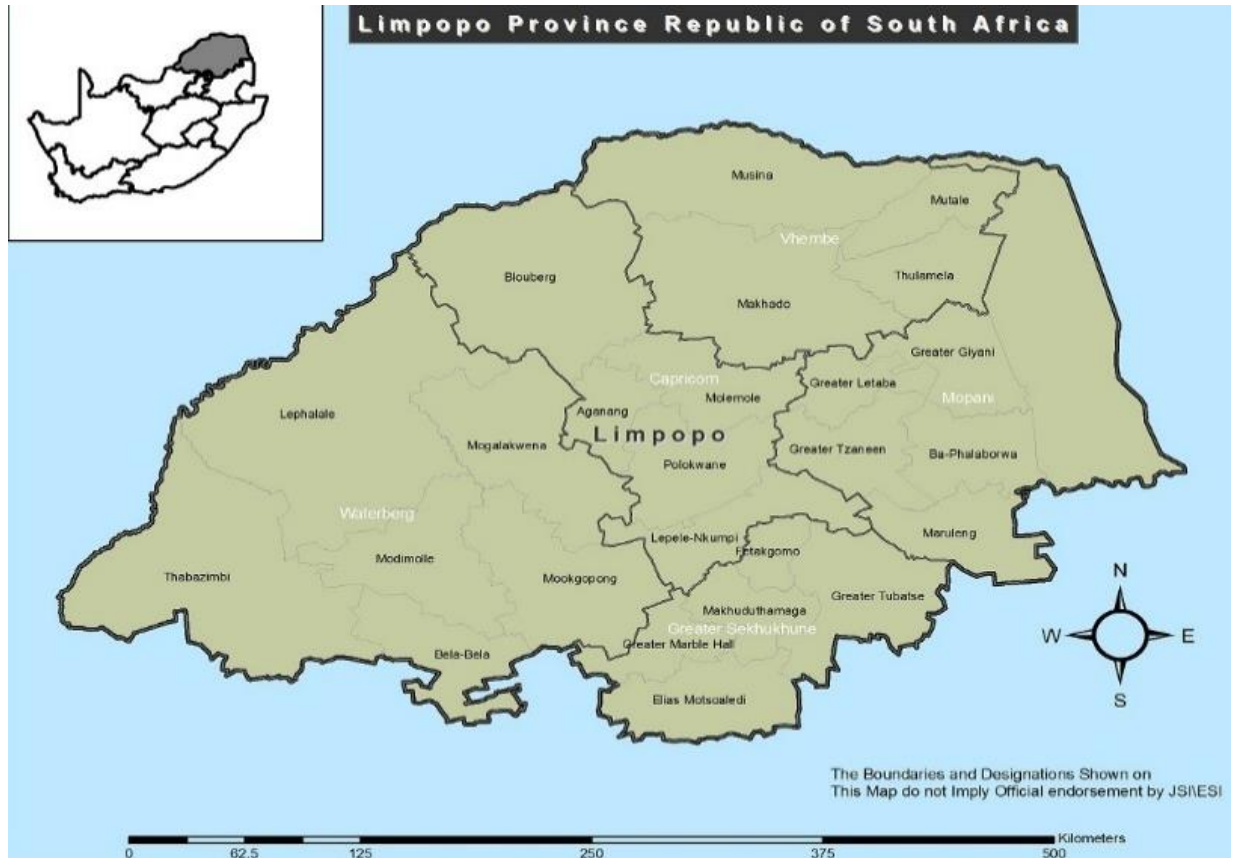 Limpopo Province Republic of South Africa
Musina
Mutale
Vhembe
Blouberg
Thulamela
Makhado
Greater Giyani
Capricorn
Greater Letaba
Molemole
Mopani
Lephalale
Aganang
Limpopo
Mogalakwena
Greater Tzaneen
Ba-Phalaborwa
Polokwane
Waterberg
Maruleng
Lepele-Nkumpi
Fetakgomo
Modimolle
Thabazimbi
Mookgopong
Greater Tubatse
Makhuduthamaga
Greater Sekhukhune
Greater Marble Hall
Bela-Bela
Elias Motsoaledi
N
W
E
S
The Boundaries and Designations Shown on
This Map do not Imply Official endorsement by JSI\ESI
Kilometers
0 62.5 125 250 375 500